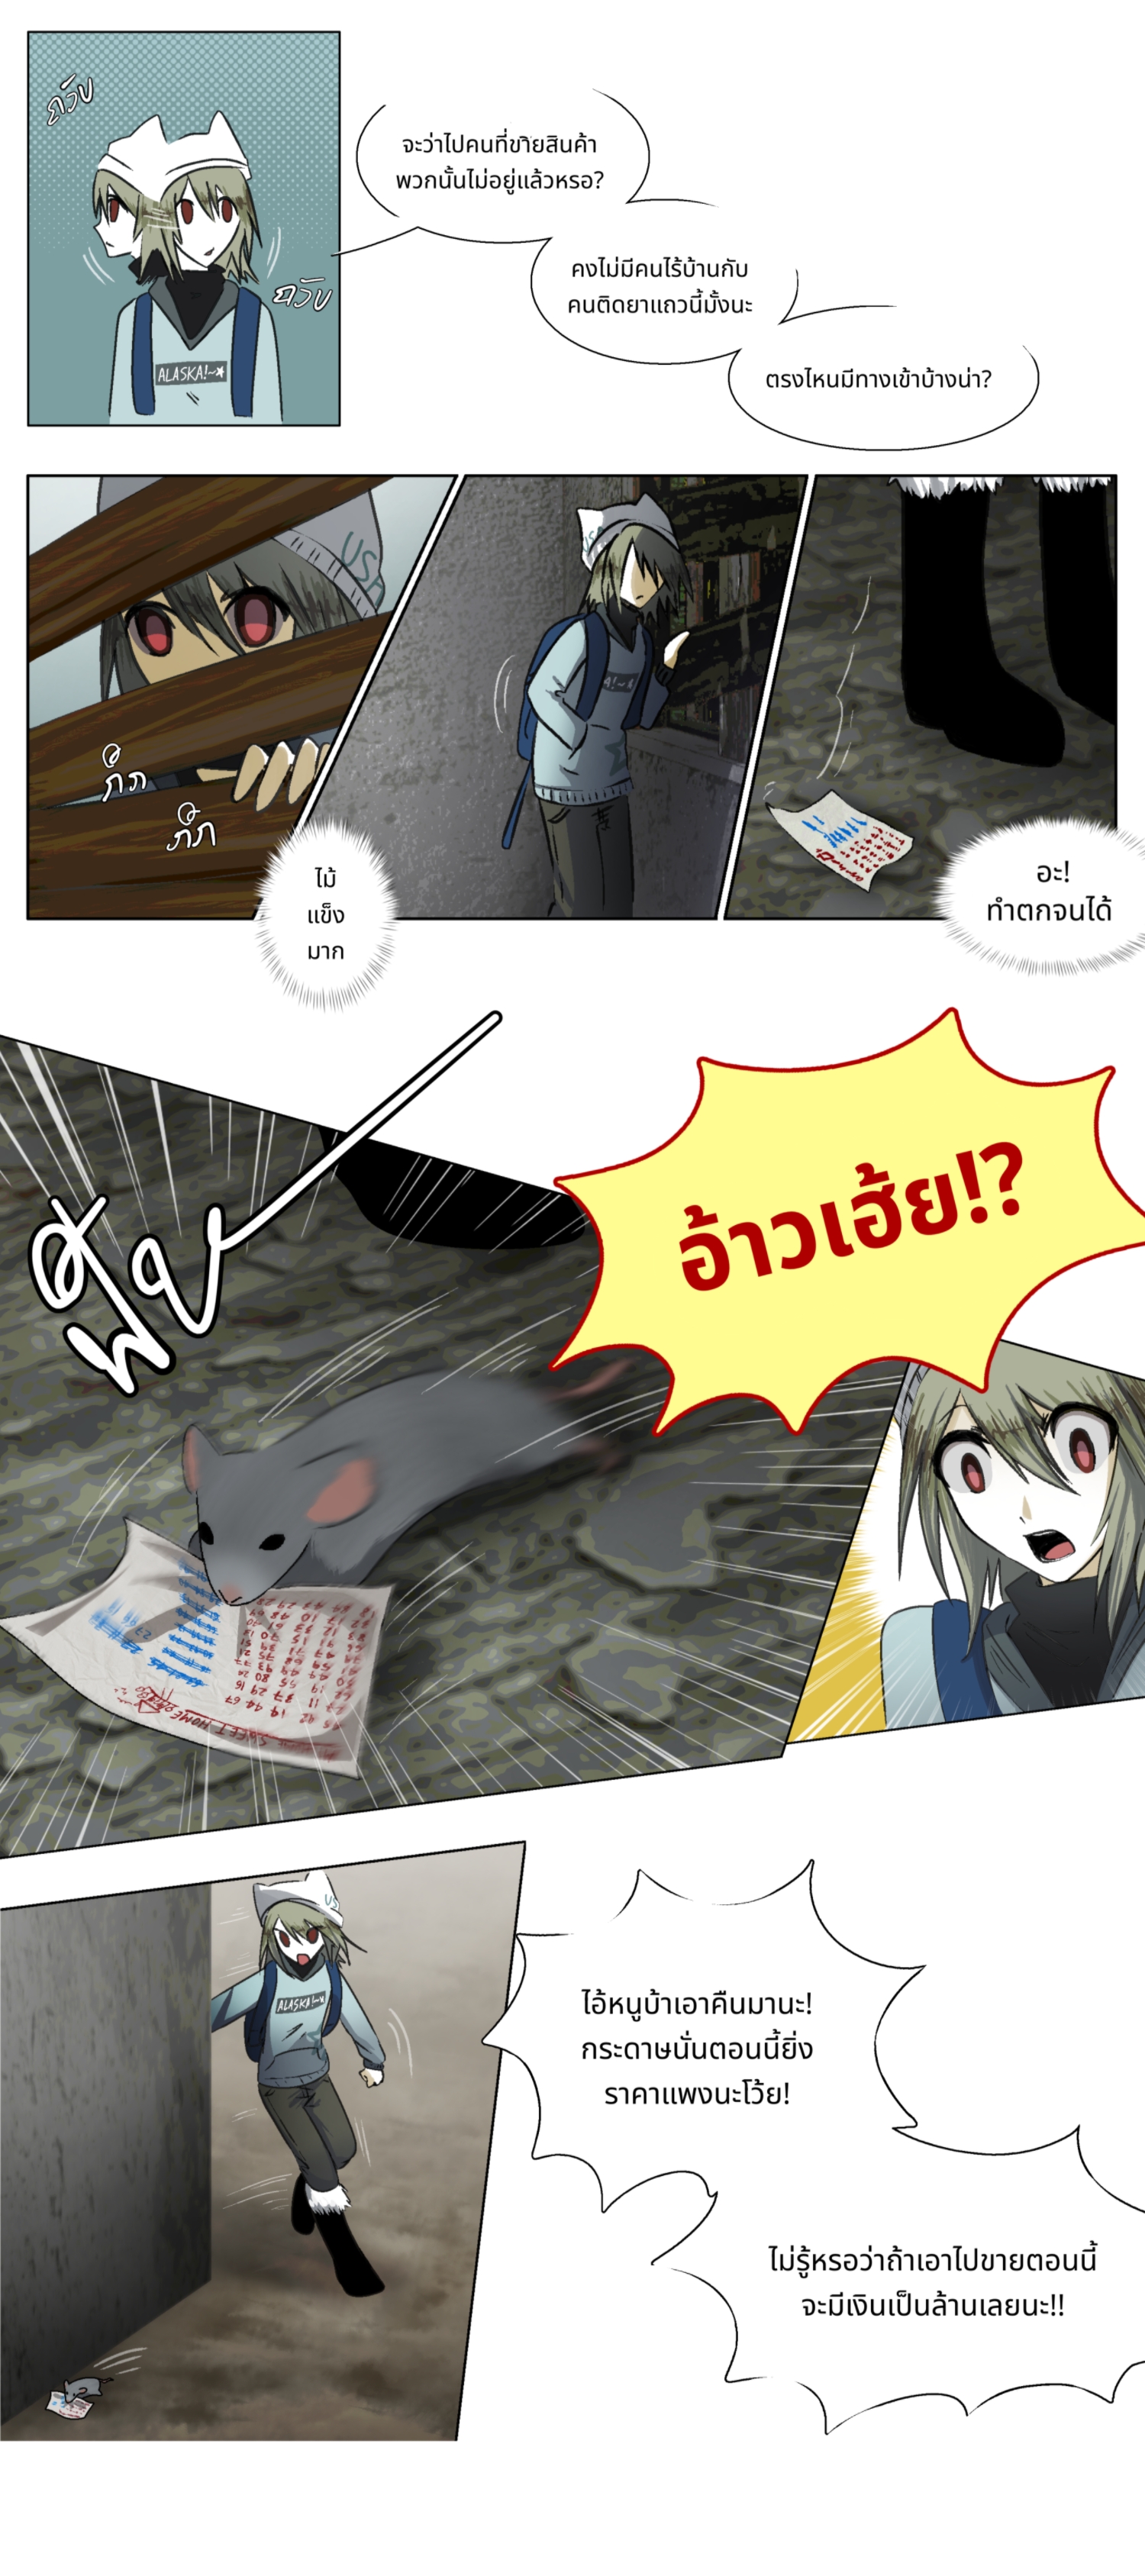 ควับ
จะว่าไปคนที่ขายสินค้า
พวกนั้นไม่อยู่แล้วหรอ?
คงไม่มีคนไร้บ้านกับ
คนติดยาแถวนี้มั้งนะ
ควับ
ALASKA!~★
ตรงไหนมีทางเข้าบ้างน่า?
USA
กึก
กึก
ไม้
แข็ง
มาก
อะ!
ทำตกจนได้
อ้าวเฮ้ย!?
ฟุ่บ
SWEET HOME
US
ALASKA!~★
ไอ้หนูบ้าเอาคืนมานะ!
กระดาษนั่นตอนนี้ยิ่ง
ราคาแพงนะโว้ย!
ไม่รู้หรอว่าถ้าเอาไปขายตอนนี้
จะมีเงินเป็นล้านเลยนะ!!